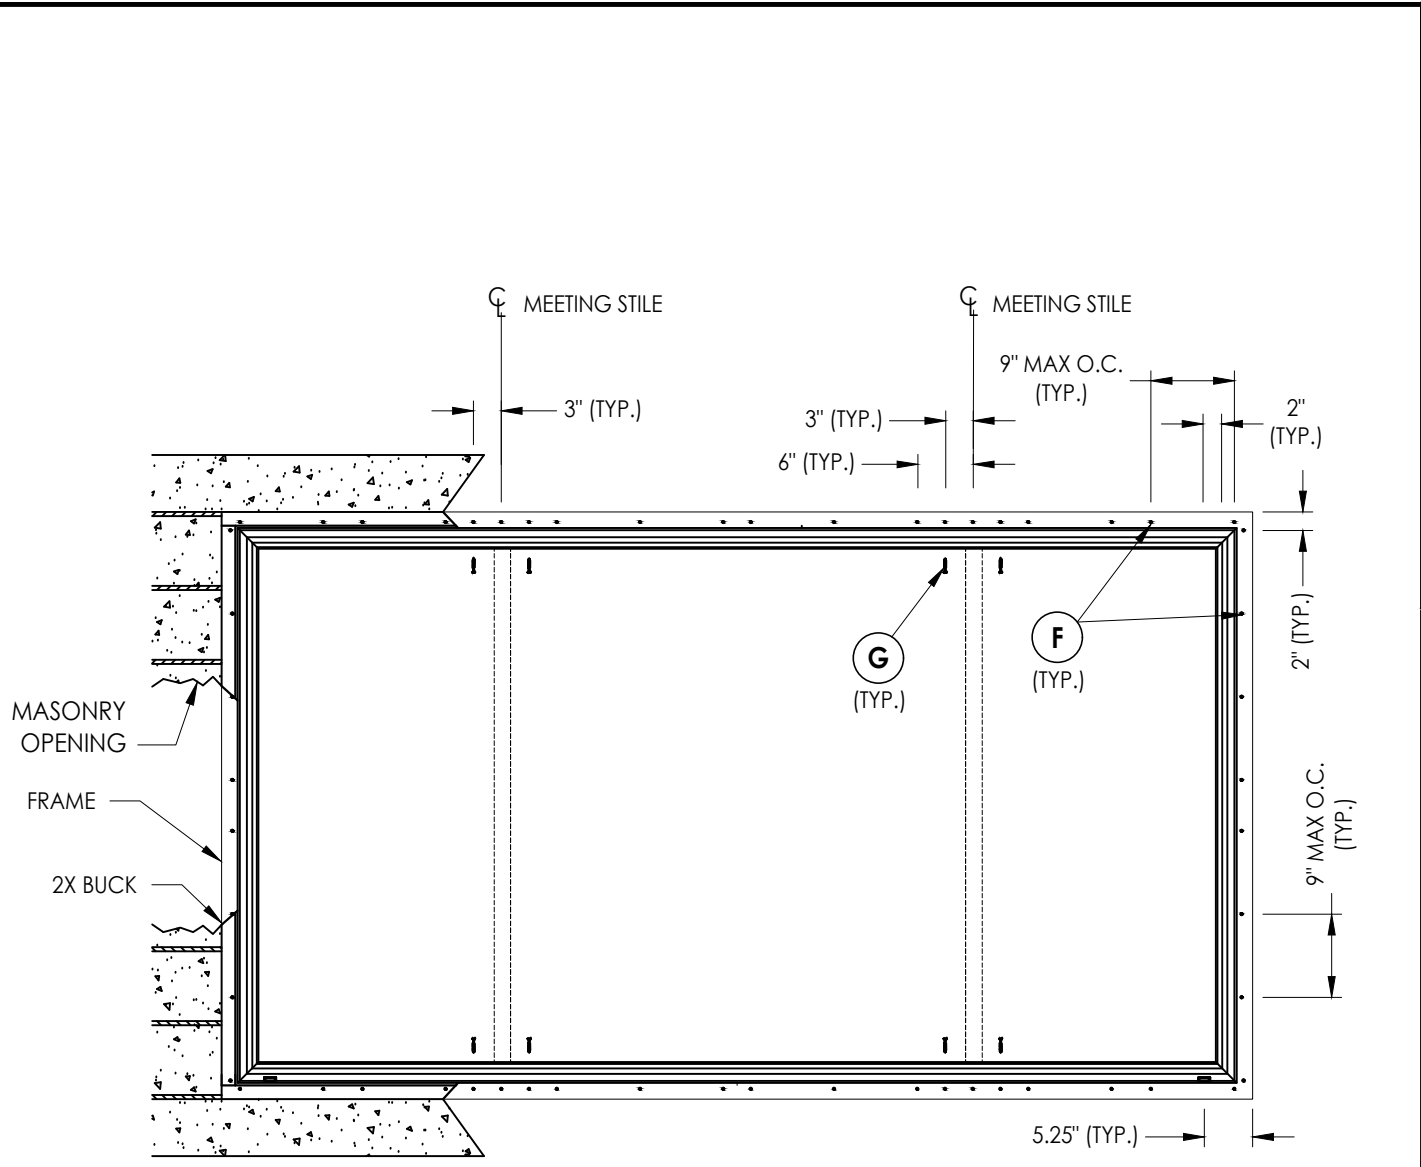 ℄ MEETING STILE
℄ MEETING STILE
9" MAX O.C.
(TYP.)
3" (TYP.)
3" (TYP.)
2"
(TYP.)
6" (TYP.)
G
(TYP.)
F
(TYP.)
2" (TYP.)
MASONRY
OPENING
FRAME
2X BUCK
9" MAX O.C.
(TYP.)
5.25" (TYP.)